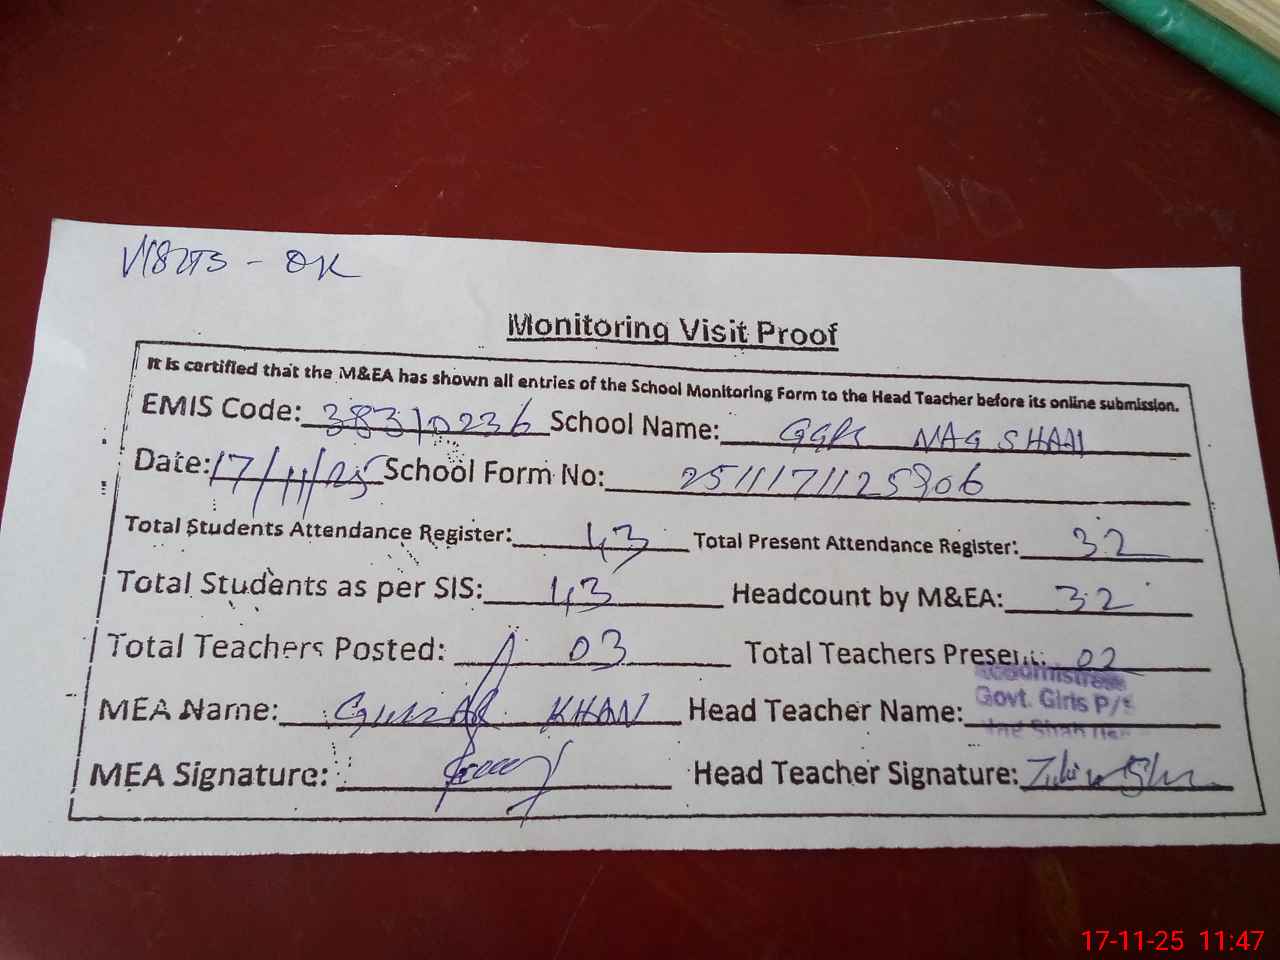 - OK
Monitoring Visit Proof
It is certified that the M&EA has shown all entries of the School Monitoring Form to the Head Teacher before its online submission.
EMIS Code: 38310236 School Name: GGPS NAG SHAH
Date: 17/11/25 School Form No: 2511171125906
Total Students Attendance Register: 43 Total Present Attendance Register: 32
Total Students as per SIS: 43 Headcount by M&EA: 32
Total Teachers Posted: 03 Total Teachers Present: 02
MEA Name: KHAN Head Teacher Name: Govt. Girls P/S
MEA Signature: Head Teacher Signature:
17-11-25 11:47